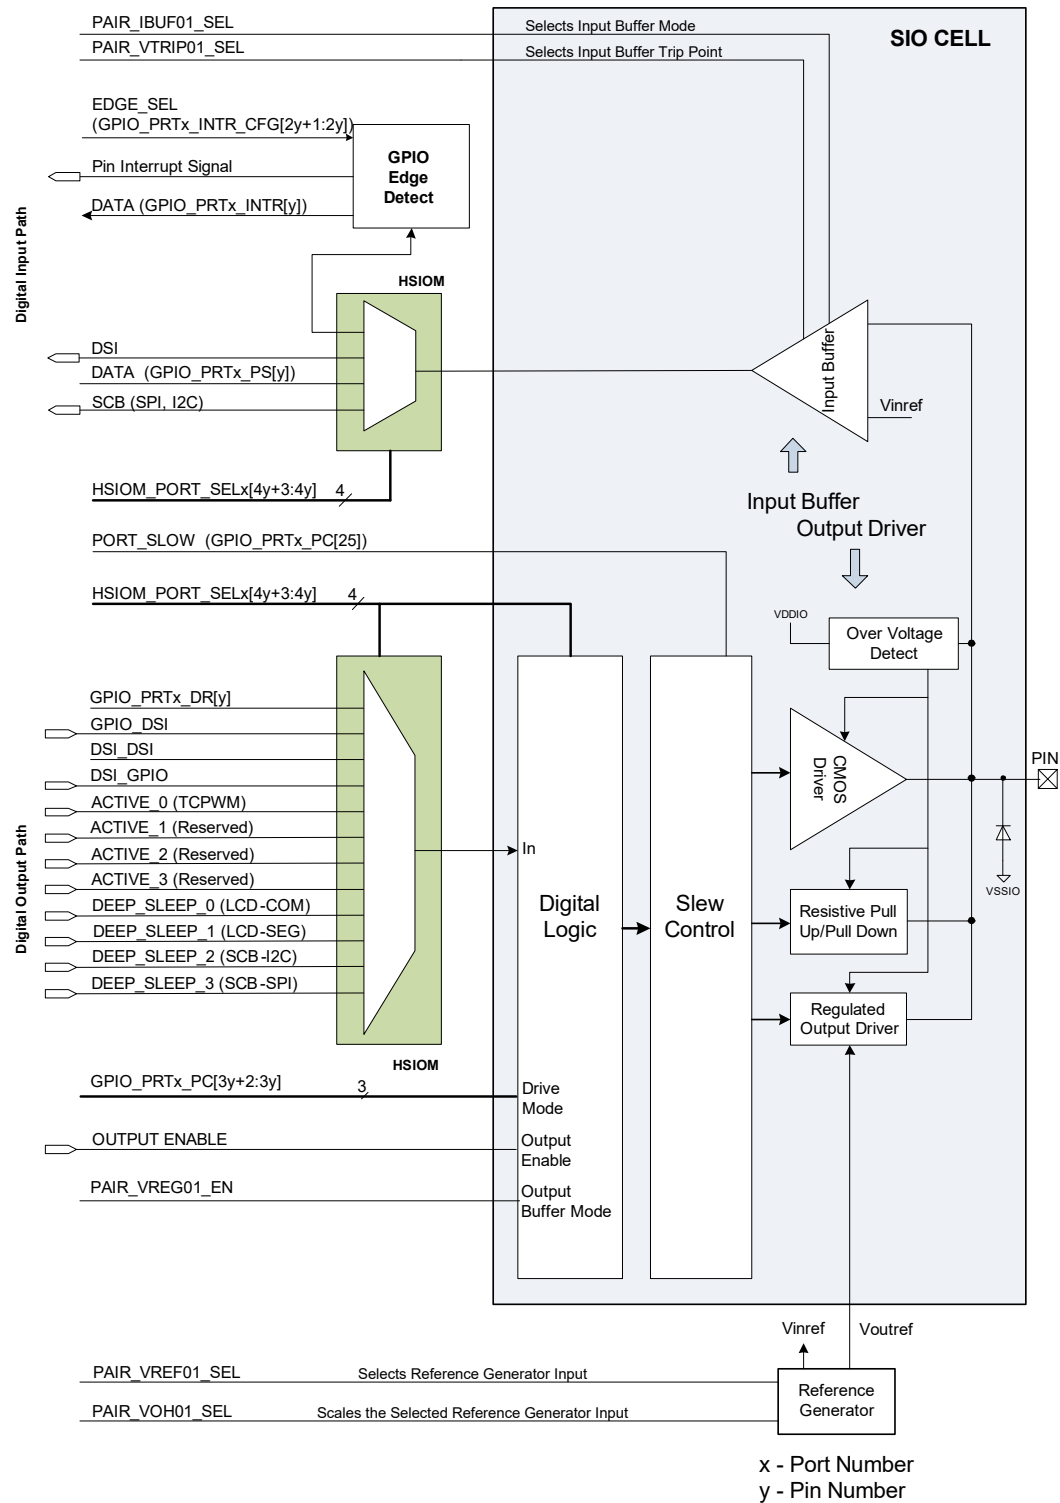 PAIR_IBUF01_SEL
Selects Input Buffer Mode
SIO CELL
PAIR_VTRIP01_SEL
Selects Input Buffer Trip Point
EDGE_SEL
(GPIO_PRTx_INTR_CFG[2y+1:2y])
GPIO
Edge
Detect
Pin Interrupt Signal
DATA (GPIO_PRTx_INTR[y])
Digital Input Path
HSIOM
DSI
DATA (GPIO_PRTx_PS[y])
SCB (SPI, I2C)
Input Buffer
Vinref
HSIOM_PORT_SELx[4y+3:4y]
4
Input Buffer
Output Driver
PORT_SLOW (GPIO_PRTx_PC[25])
HSIOM_PORT_SELx[4y+3:4y]
4
VDDIO
Over Voltage
Detect
GPIO_PRTx_DR[y]
GPIO_DSI
DSI_DSI
DSI_GPIO
ACTIVE_0 (TCPWM)
ACTIVE_1 (Reserved)
ACTIVE_2 (Reserved)
ACTIVE_3 (Reserved)
DEEP_SLEEP_0 (LCD-COM)
DEEP_SLEEP_1 (LCD-SEG)
DEEP_SLEEP_2 (SCB-I2C)
DEEP_SLEEP_3 (SCB-SPI)
Digital Output Path
HSIOM
In
Digital
Logic
Slew
Control
CMOS
Driver
PIN
VSSIO
Resistive Pull
Up/Pull Down
Regulated
Output Driver
GPIO_PRTx_PC[3y+2:3y]
3
Drive
Mode
OUTPUT ENABLE
Output
Enable
PAIR_VREG01_EN
Output
Buffer Mode
Vinref
Voutref
PAIR_VREF01_SEL
Selects Reference Generator Input
PAIR_VOH01_SEL
Scales the Selected Reference Generator Input
Reference
Generator
x - Port Number
y - Pin Number